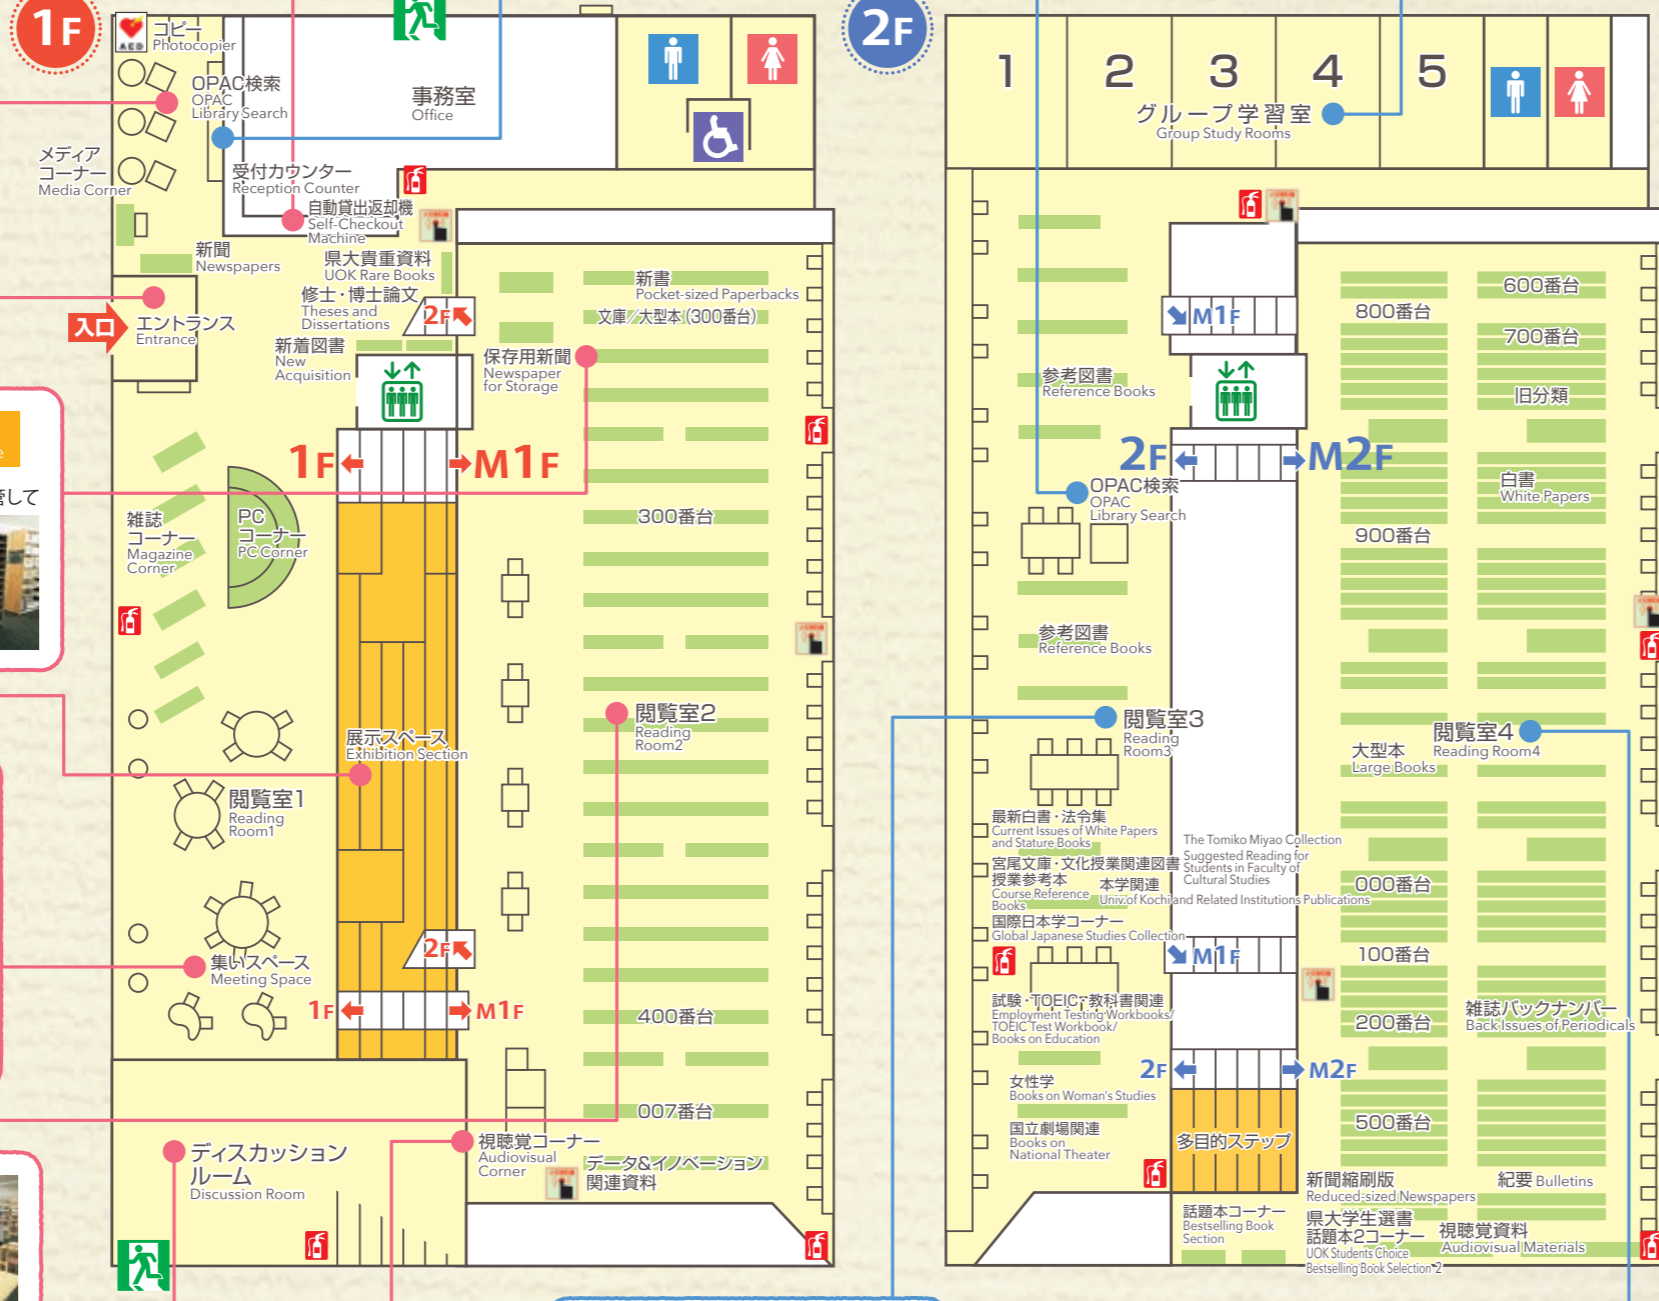 1F
AED
コピー
Photocopier
OPAC検索
OPAC
Library Search
事務室
Office
メディア
コーナー
Media Corner
受付カウンター
Reception Counter
自動貸出返却機
Self-Checkout
Machine
新聞
Newspapers
県大貴重資料
UOK Rare Books
修士・博士論文
Theses and
Dissertations
2F
入口
エントランス
Entrance
新着図書
New
Acquisition
新書
Pocket-sized Paperbacks
文庫/大型本(300番台)
保存用新聞
Newspaper
for Storage
1F
M1F
管して
雑誌
コーナー
Magazine
Corner
PC
コーナー
PC Corner
300番台
展示スペース
Exhibition Section
閲覧室1
Reading
Room1
閲覧室2
Reading
Room2
集いスペース
Meeting Space
2F
1F
M1F
400番台
007番台
ディスカッション
ルーム
Discussion Room
視聴覚コーナー
Audiovisual
Corner
データ&イノベーション
関連資料
2F
1
2
3
4
5
グループ学習室
Group Study Rooms
M1F
参考図書
Reference Books
2F
M2F
OPAC検索
OPAC
Library Search
参考図書
Reference Books
閲覧室3
Reading
Room3
最新白書・法令集
Current Issues of White Papers
and Stature Books
宮尾文庫・文化授業関連図書
The Tomiko Miyao Collection
Suggested Reading for
Students in Faculty of
Cultural Studies
授業参考本
Course Reference
Books
本学関連
Univ.of Kochi and Related Institutions Publications
国際日本学コーナー
Global Japanese Studies Collection
M1F
試験・TOEIC・教科書関連
Employment Testing Workbooks/
TOEIC Test Workbook/
Books on Education
2F
M2F
女性学
Books on Woman's Studies
国立劇場関連
Books on
National Theater
多目的ステップ
話題本コーナー
Bestselling Book
Section
600番台
800番台
700番台
旧分類
白書
White Papers
900番台
閲覧室4
Reading Room4
大型本
Large Books
000番台
100番台
雑誌バックナンバー
Back Issues of Periodicals
200番台
500番台
新聞縮刷版
Reduced-sized Newspapers
紀要 Bulletins
県大学生選書
話題本2コーナー
UOK Students Choice
Bestselling Book Selection-2
視聴覚資料
Audiovisual Materials